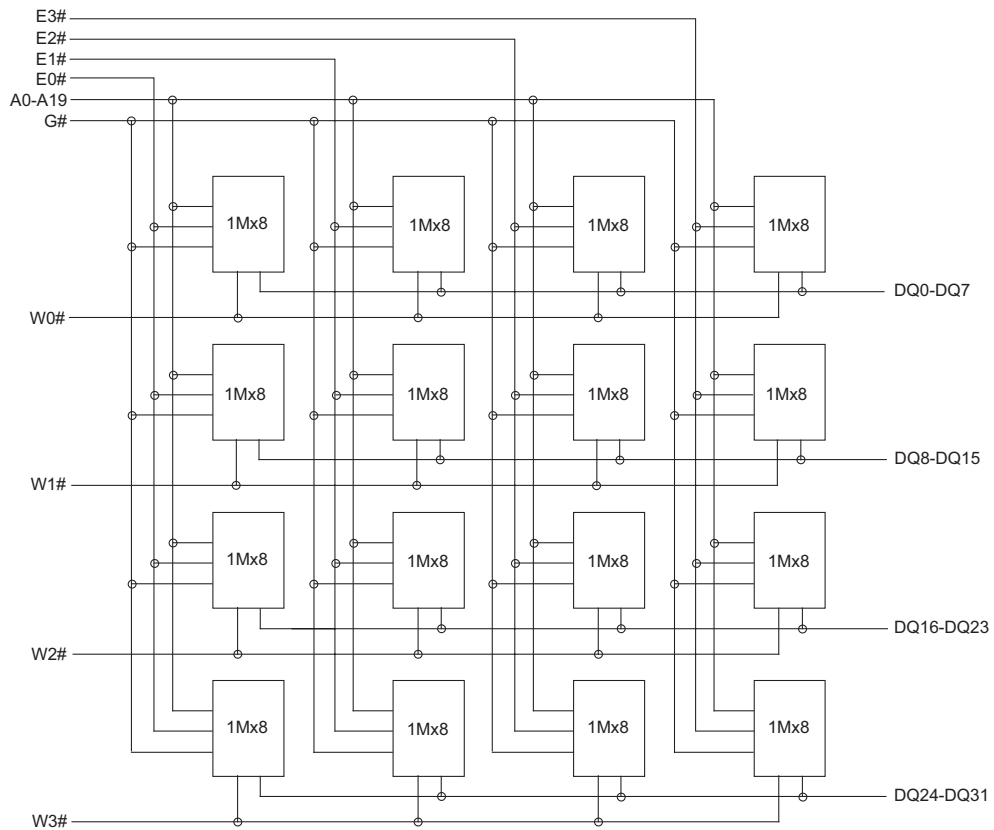 E3#
E2#
E1#
E0#
A0-A19
G#
1Mx8 1Mx8 1Mx8 1Mx8
DQ0-DQ7
W0#
1Mx8 1Mx8 1Mx8 1Mx8
DQ8-DQ15
W1#
1Mx8 1Mx8 1Mx8 1Mx8
DQ16-DQ23
W2#
1Mx8 1Mx8 1Mx8 1Mx8
DQ24-DQ31
W3#